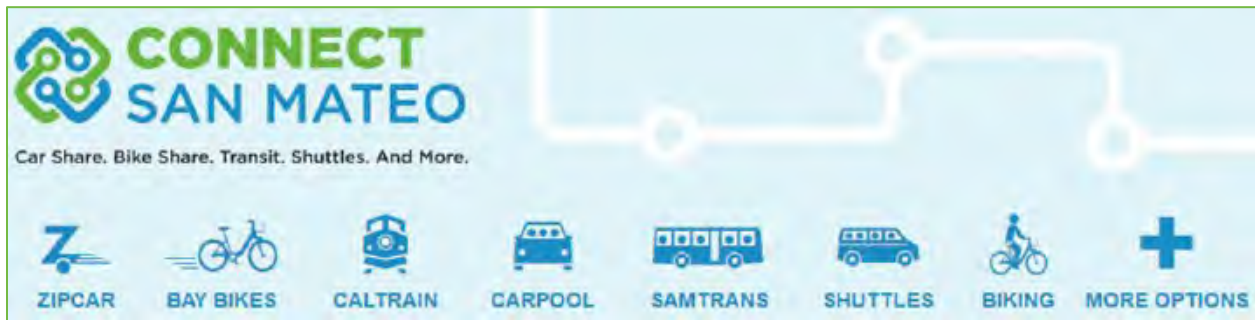 CONNECT
SAN MATEO
Car Share. Bike Share. Transit. Shuttles. And More.
ZIPCAR BAY BIKES CALTRAIN CARPOOL SAMTRANS SHUTTLES BIKING MORE OPTIONS